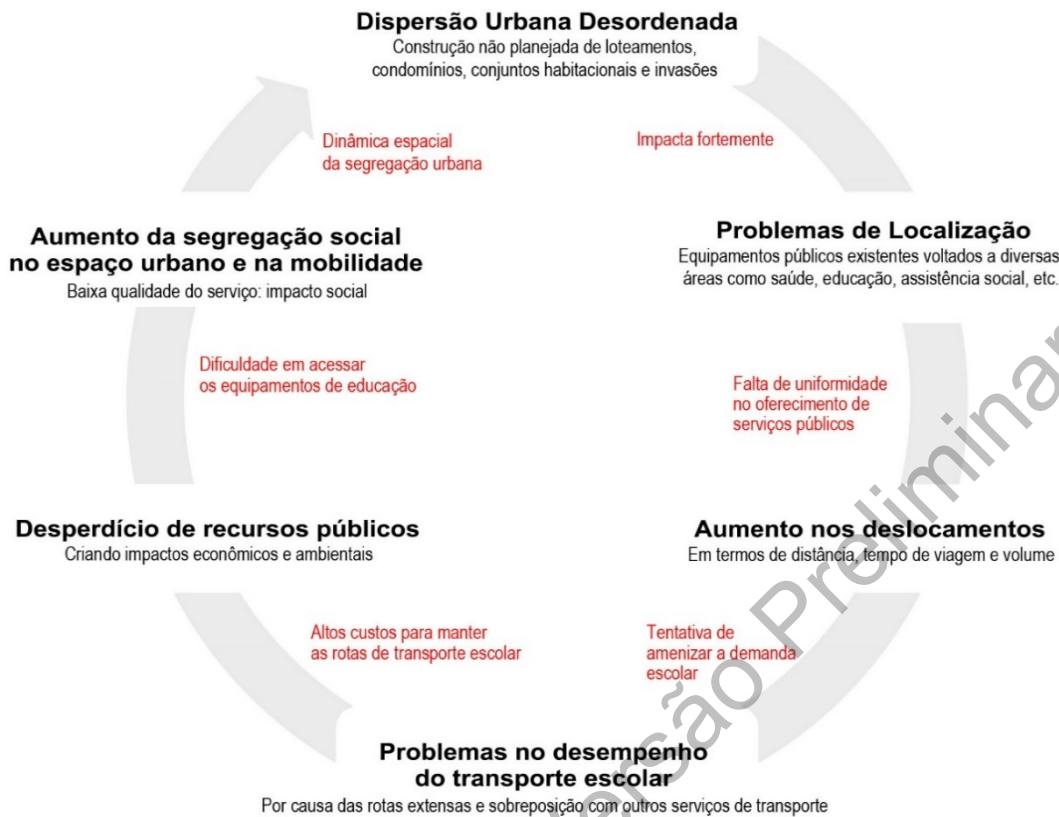 Dispersão Urbana Desordenada
Construção não planejada de loteamentos,
condomínios, conjuntos habitacionais e invasões
Impacta fortemente
Problemas de Localização
Equipamentos públicos existentes voltados a diversas
áreas como saúde, educação, assistência social, etc.
Falta de uniformidade
no oferecimento de
serviços públicos
Aumento nos deslocamentos
Em termos de distância, tempo de viagem e volume
Tentativa de
amenizar a demanda
escolar
Problemas no desempenho
do transporte escolar
Por causa das rotas extensas e sobreposição com outros serviços de transporte
Altos custos para manter
as rotas de transporte escolar
Desperdício de recursos públicos
Criando impactos econômicos e ambientais
Dificuldade em acessar
os equipamentos de educação
Aumento da segregação social
no espaço urbano e na mobilidade
Baixa qualidade do serviço: impacto social
Dinâmica espacial
da segregação urbana